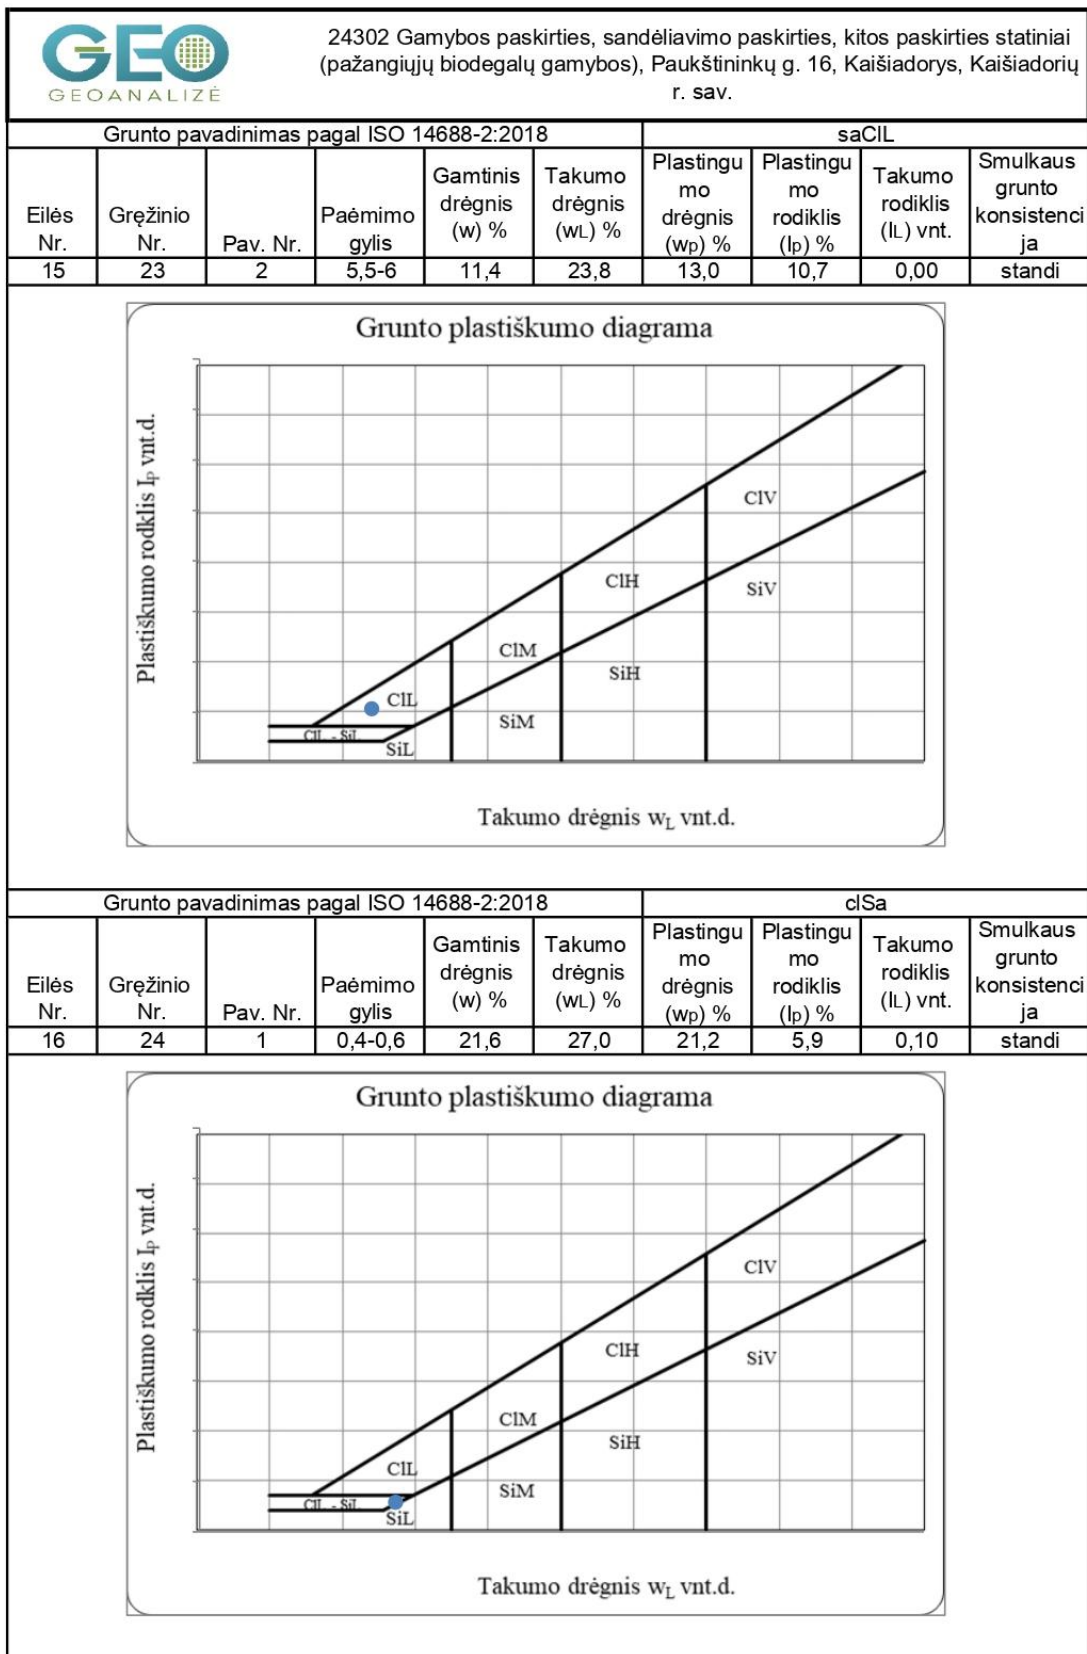 GEO
GEOANALIZĖ
24302 Gamybos paskirties, sandėliavimo paskirties, kitos paskirties statiniai
(pažangiųjų biodegalų gamybos), Paukštininkų g. 16, Kaišiadorys, Kaišiadorių
r. sav.
Grunto pavadinimas pagal ISO 14688-2:2018 saClL
Eilės Nr. Gręžinio Nr. Pav. Nr. Paėmimo gylis Gamtinis drėgnis (w) % Takumo drėgnis (wL) % Plastingu mo drėgnis (wp) % Plastingu mo rodiklis (Ip) % Takumo rodiklis (IL) vnt. Smulkaus grunto konsistenci ja
15 23 2 5,5-6 11,4 23,8 13,0 10,7 0,00 standi
Grunto plastiškumo diagrama
Plastiškumo rodklis Ip vnt.d.
ClV
ClH
SiV
ClM
SiH
ClL
SiM
ClL - SiL
SiL
Takumo drėgnis wL vnt.d.
Grunto pavadinimas pagal ISO 14688-2:2018 clSa
Eilės Nr. Gręžinio Nr. Pav. Nr. Paėmimo gylis Gamtinis drėgnis (w) % Takumo drėgnis (wL) % Plastingu mo drėgnis (wp) % Plastingu mo rodiklis (Ip) % Takumo rodiklis (IL) vnt. Smulkaus grunto konsistenci ja
16 24 1 0,4-0,6 21,6 27,0 21,2 5,9 0,10 standi
Grunto plastiškumo diagrama
Plastiškumo rodklis Ip vnt.d.
ClV
ClH
SiV
ClM
SiH
ClL
SiM
ClL - SiL
SiL
Takumo drėgnis wL vnt.d.